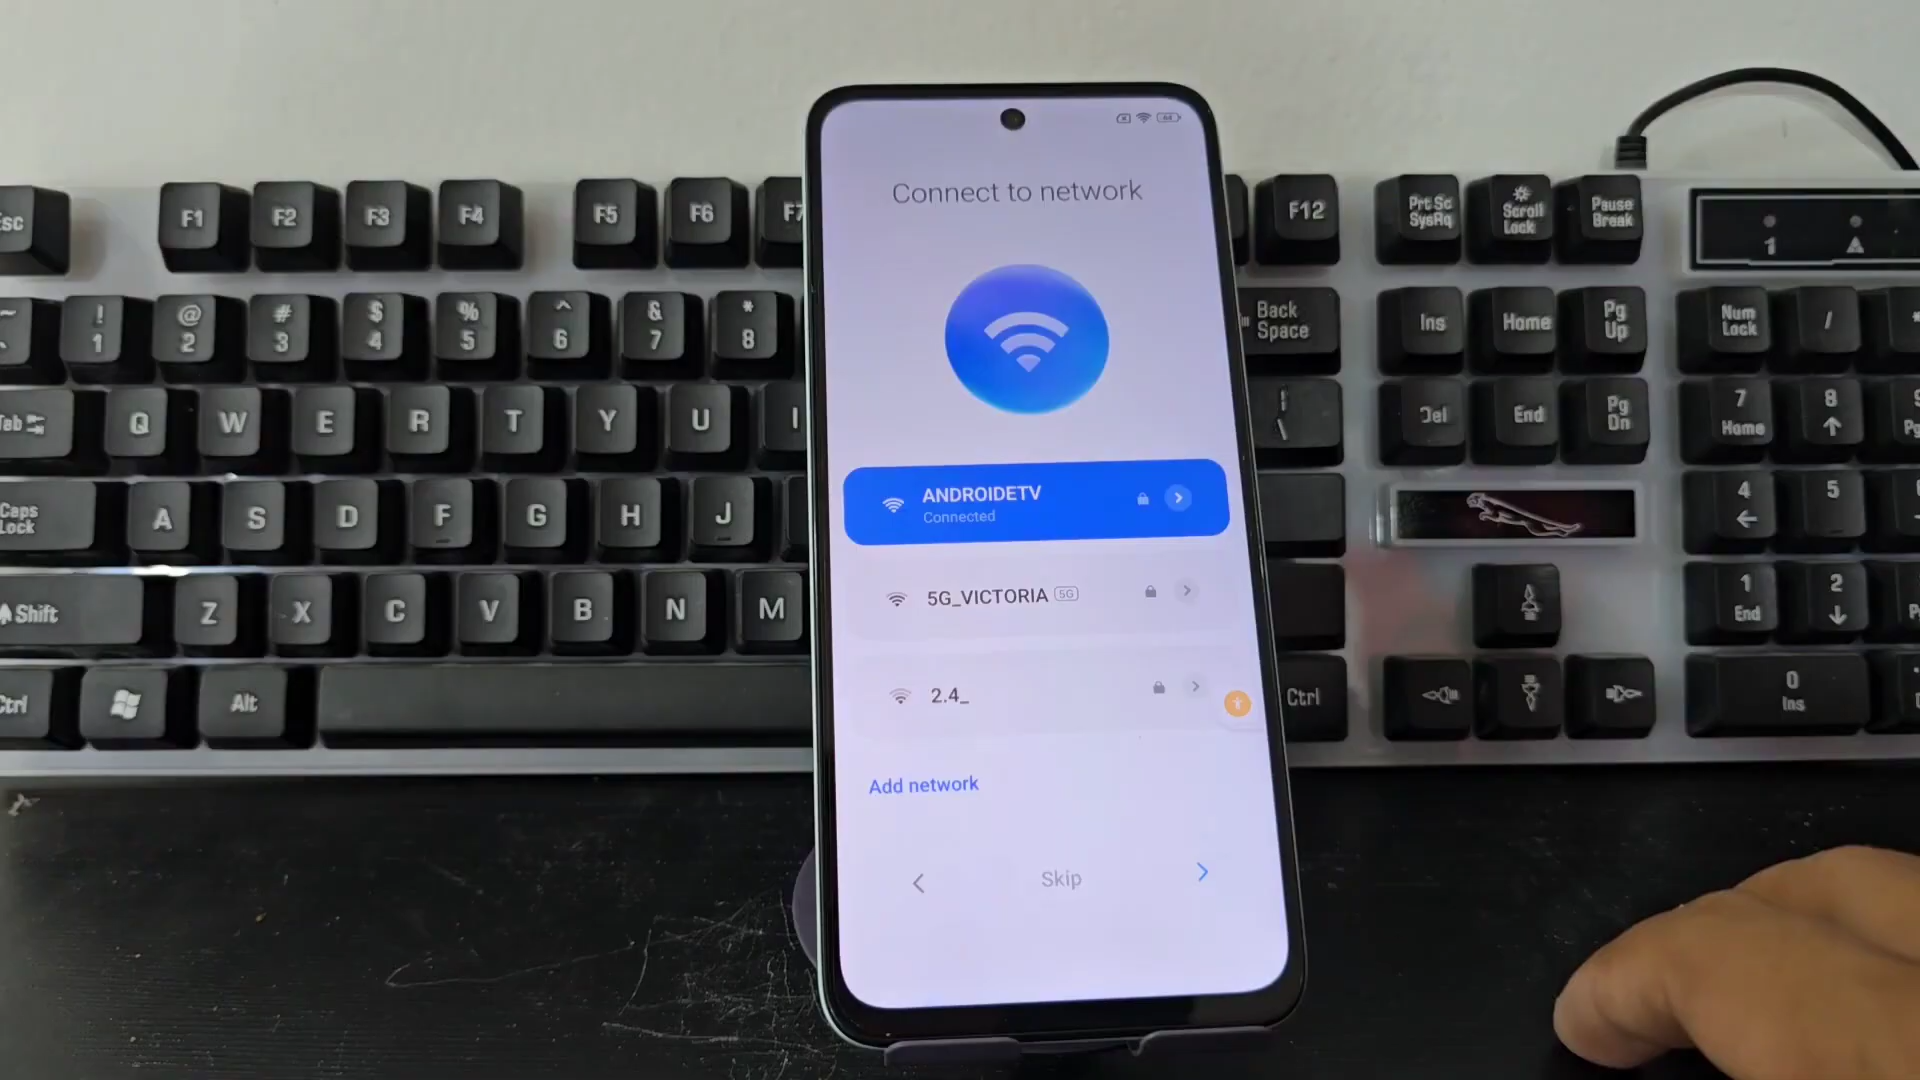 Connect to network
ANDROIDETV
Connected
5G_VICTORIA 5G
2.4_
Add network
Skip
F1 F2 F3 F4 F5 F6 F7 F12 Prt Sc SysRq Scroll Lock Pause Break
! 1 @ 2 # 3 $ 4 % 5 ^ 6 & 7 * 8 Back Space Ins Home Pg Up Num Lock /
Tab Q W E R T Y U I Del End Pg Dn 7 Home 8
Caps Lock A S D F G H J 4 5
Shift Z X C V B N M 1 End 2
Ctrl Alt Ctrl 0 Ins
1 A